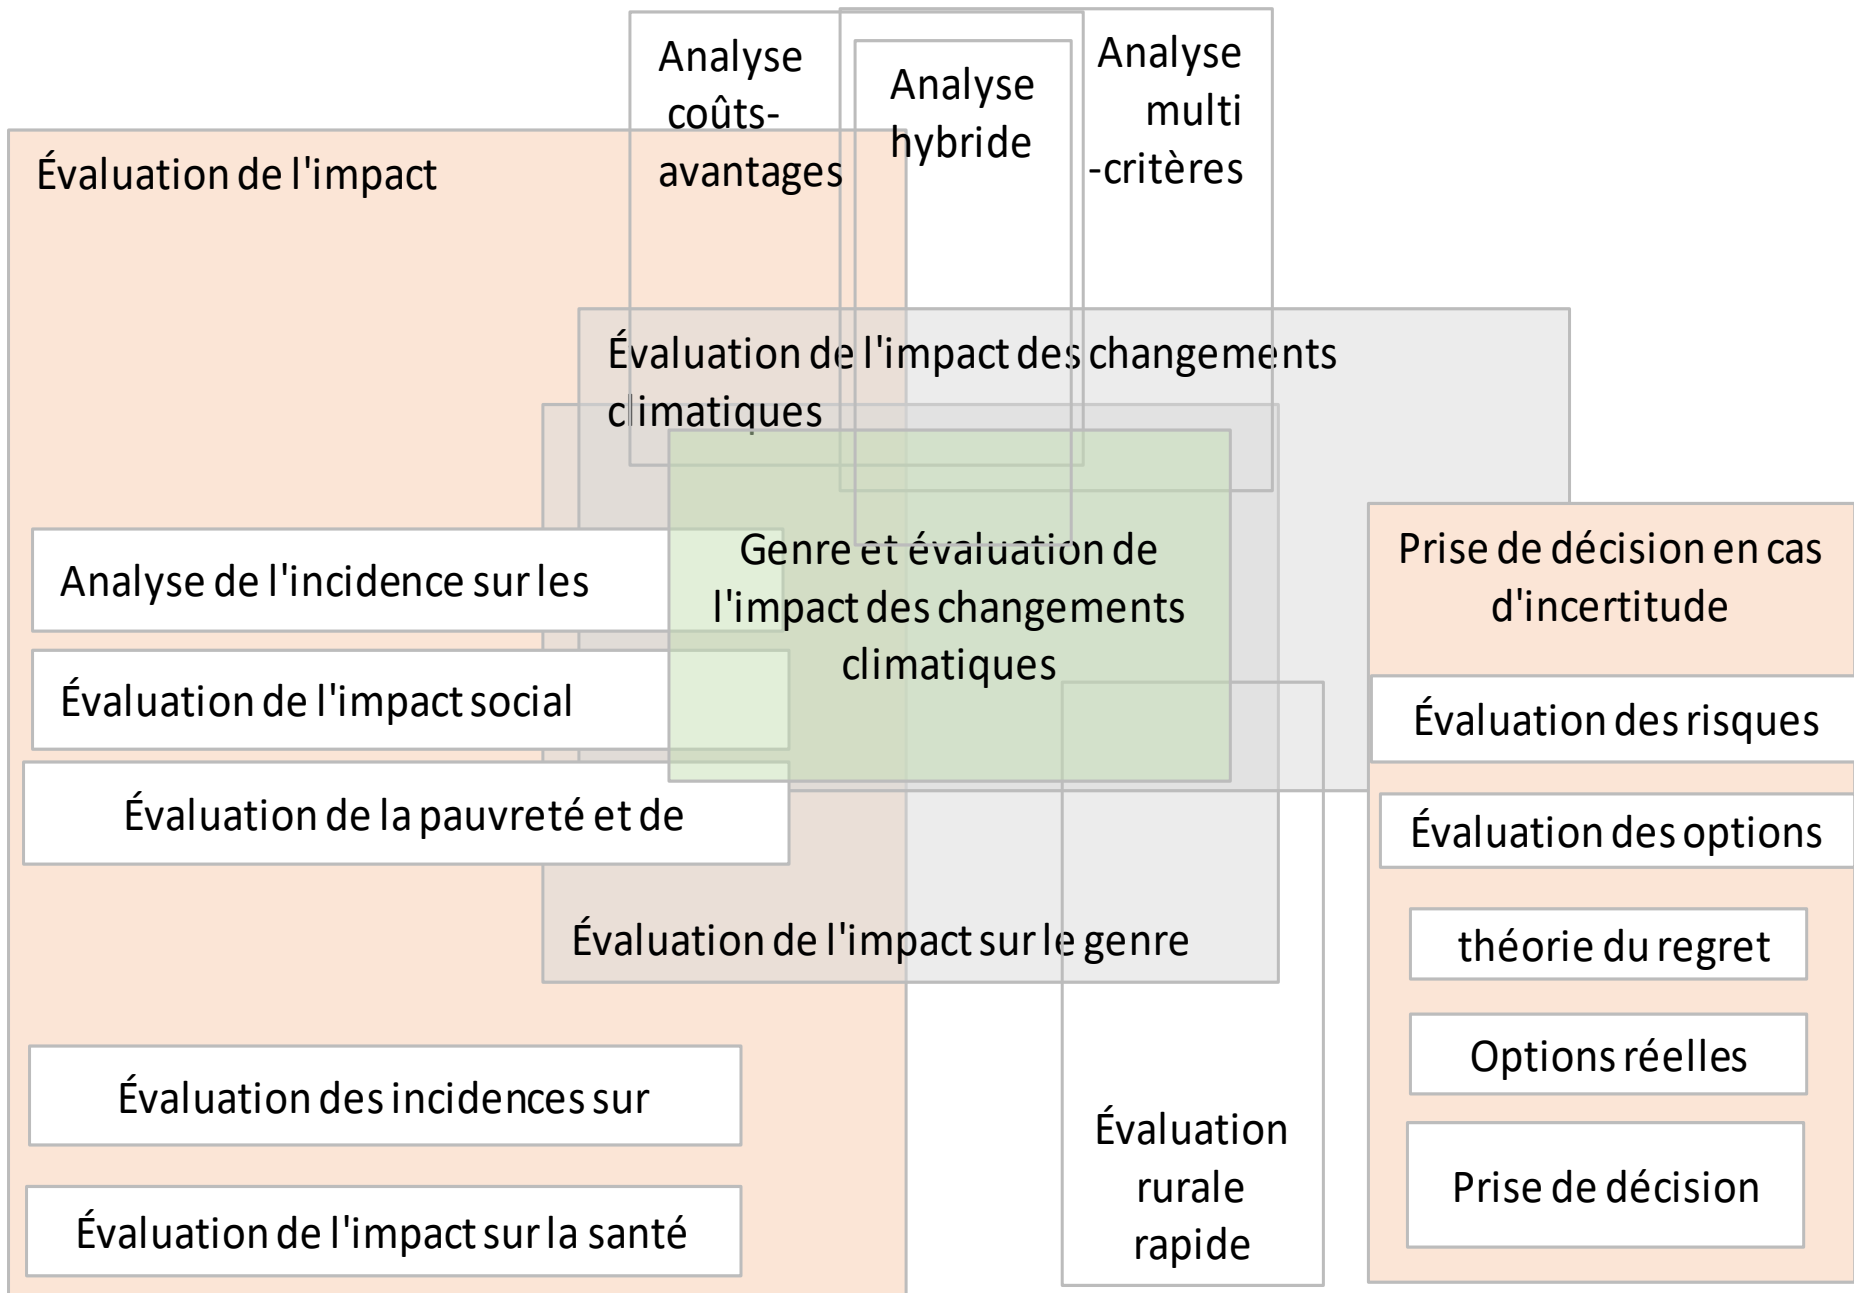 Analyse
coûts-
avantages
Analyse
hybride
Analyse
multi
-critères
Évaluation de l'impact
Évaluation de l'impact des changements
climatiques
Genre et évaluation de
l'impact des changements
climatiques
Analyse de l'incidence sur les
Évaluation de l'impact social
Évaluation de la pauvreté et de
Évaluation de l'impact sur le genre
Évaluation des incidences sur
Évaluation de l'impact sur la santé
Évaluation
rurale
rapide
Prise de décision en cas
d'incertitude
Évaluation des risques
Évaluation des options
théorie du regret
Options réelles
Prise de décision